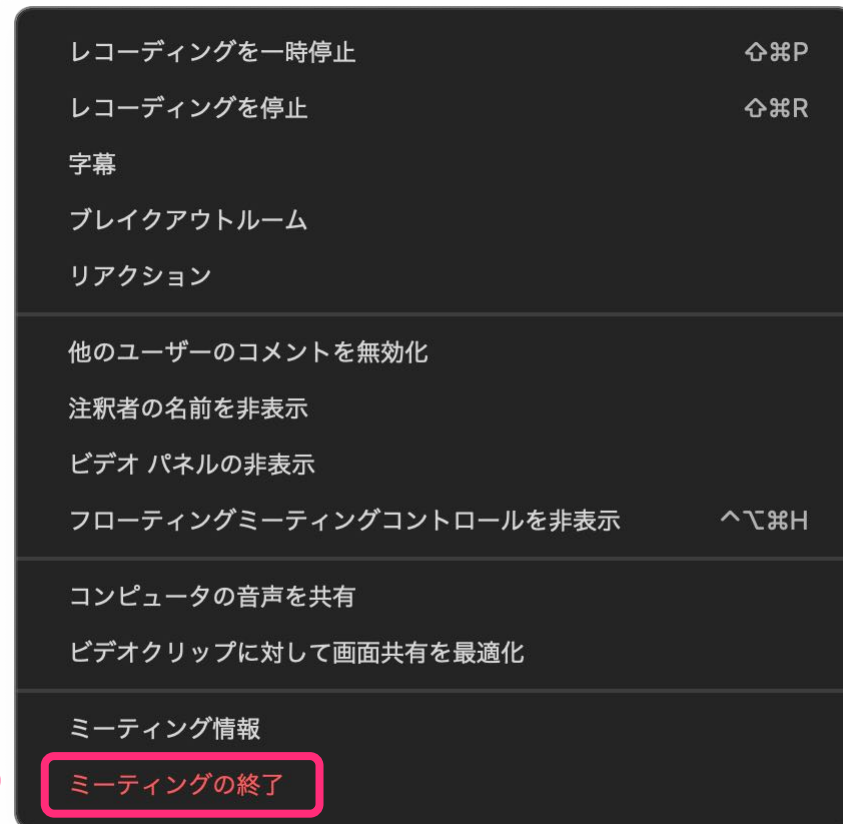 レコーディングを一時停止 ⇧⌘P
レコーディングを停止 ⇧⌘R
字幕
ブレイクアウトルーム
リアクション
他のユーザーのコメントを無効化
注釈者の名前を非表示
ビデオ パネルの非表示
フローティングミーティングコントロールを非表示 ^⌥⌘H
コンピュータの音声を共有
ビデオクリップに対して画面共有を最適化
ミーティング情報
ミーティングの終了